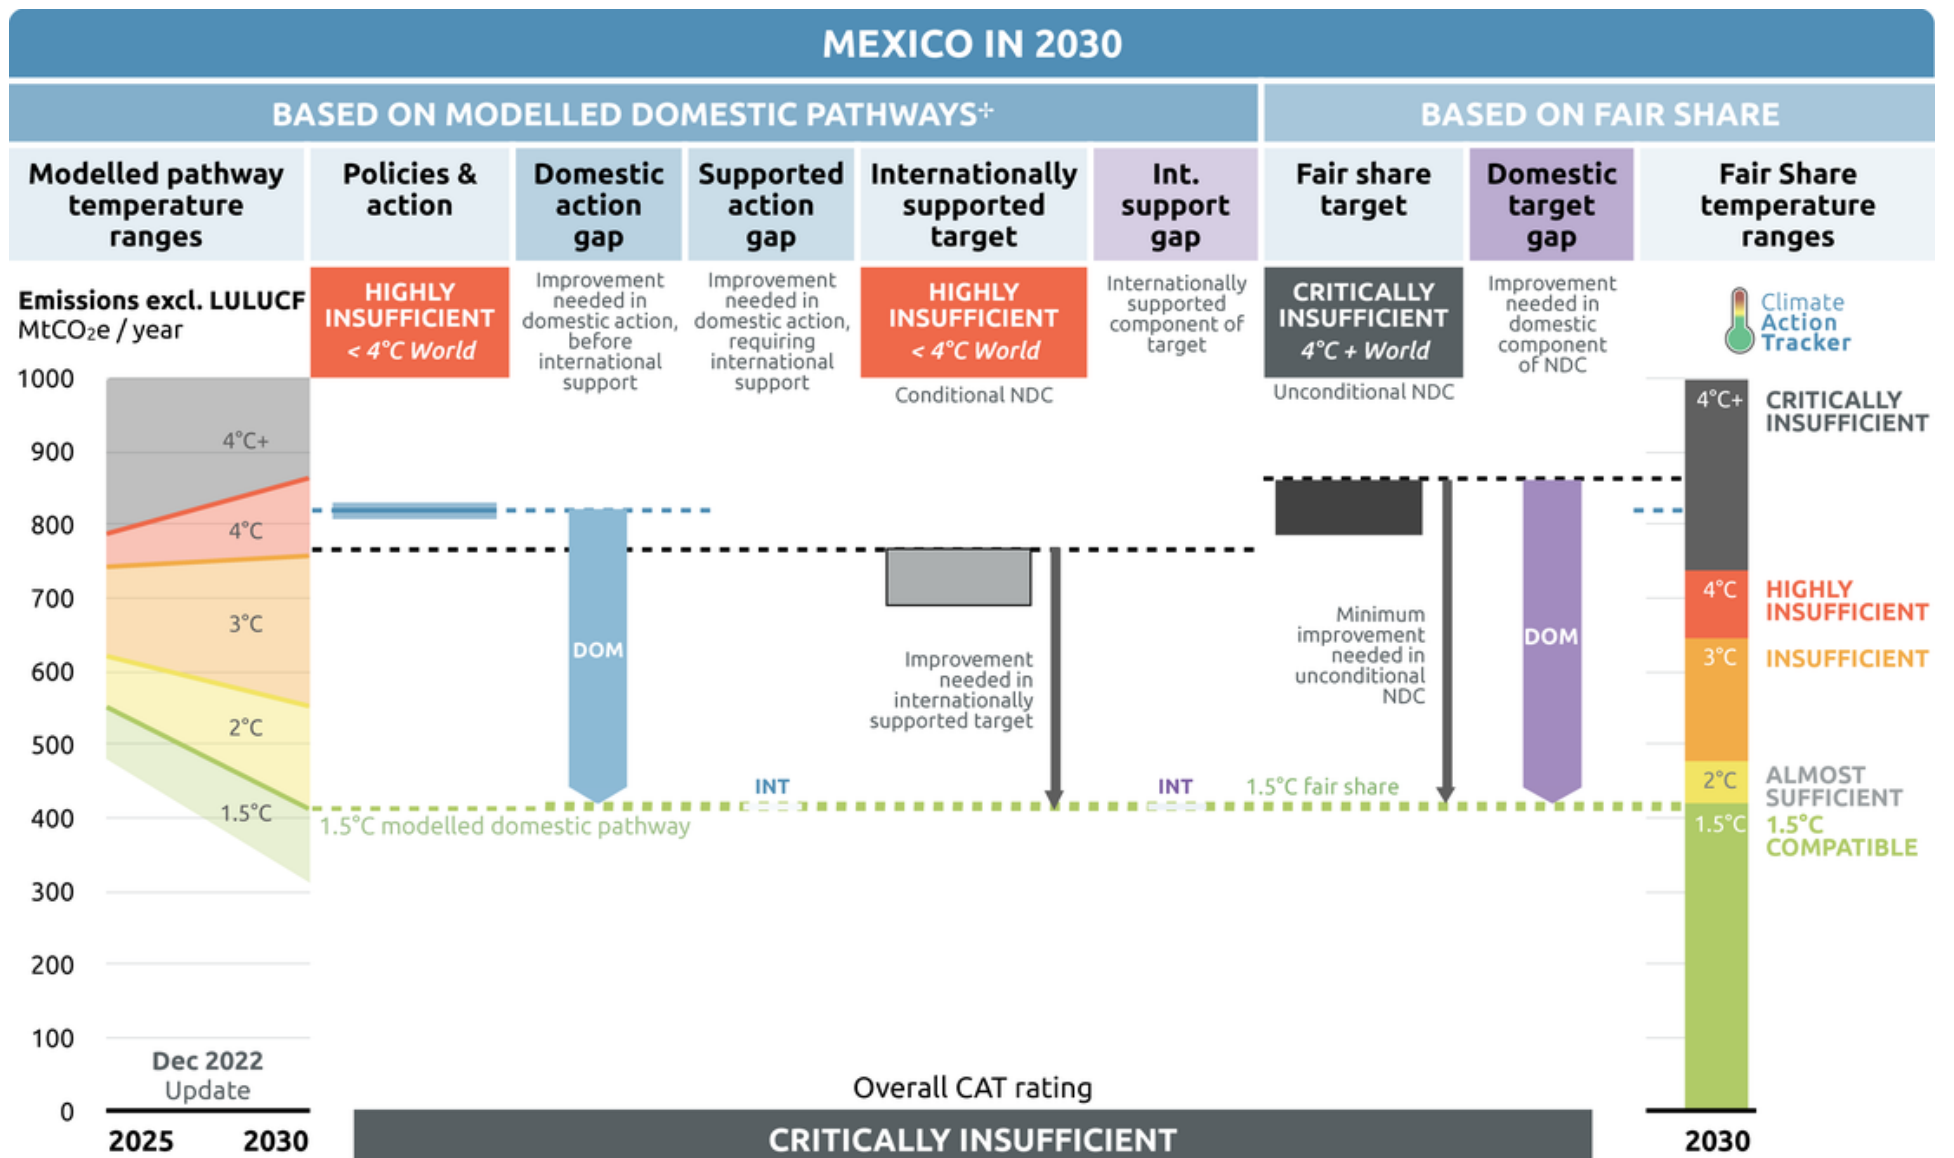 MEXICO IN 2030
BASED ON MODELLED DOMESTIC PATHWAYS✢
BASED ON FAIR SHARE
Modelled pathway
temperature
ranges
Policies &
action
Domestic
action
gap
Supported
action
gap
Internationally
supported
target
Int.
support
gap
Fair share
target
Domestic
target
gap
Fair Share
temperature
ranges
Emissions excl. LULUCF
MtCO₂e / year
HIGHLY
INSUFFICIENT
< 4°C World
Improvement
needed in
domestic action,
before
international
support
Improvement
needed in
domestic action,
requiring
international
support
HIGHLY
INSUFFICIENT
< 4°C World
Conditional NDC
Internationally
supported
component of
target
CRITICALLY
INSUFFICIENT
4°C + World
Unconditional NDC
Improvement
needed in
domestic
component
of NDC
Climate
Action
Tracker
1000
900
800
700
600
500
400
300
200
100
0
4°C+
4°C
3°C
2°C
1.5°C
Dec 2022
Update
2025
2030
1.5°C modelled domestic pathway
DOM
INT
Improvement
needed in
internationally
supported target
INT
1.5°C fair share
Minimum
improvement
needed in
unconditional
NDC
DOM
4°C+
CRITICALLY
INSUFFICIENT
4°C
HIGHLY
INSUFFICIENT
3°C
INSUFFICIENT
2°C
ALMOST
SUFFICIENT
1.5°C
1.5°C
COMPATIBLE
2030
Overall CAT rating
CRITICALLY INSUFFICIENT